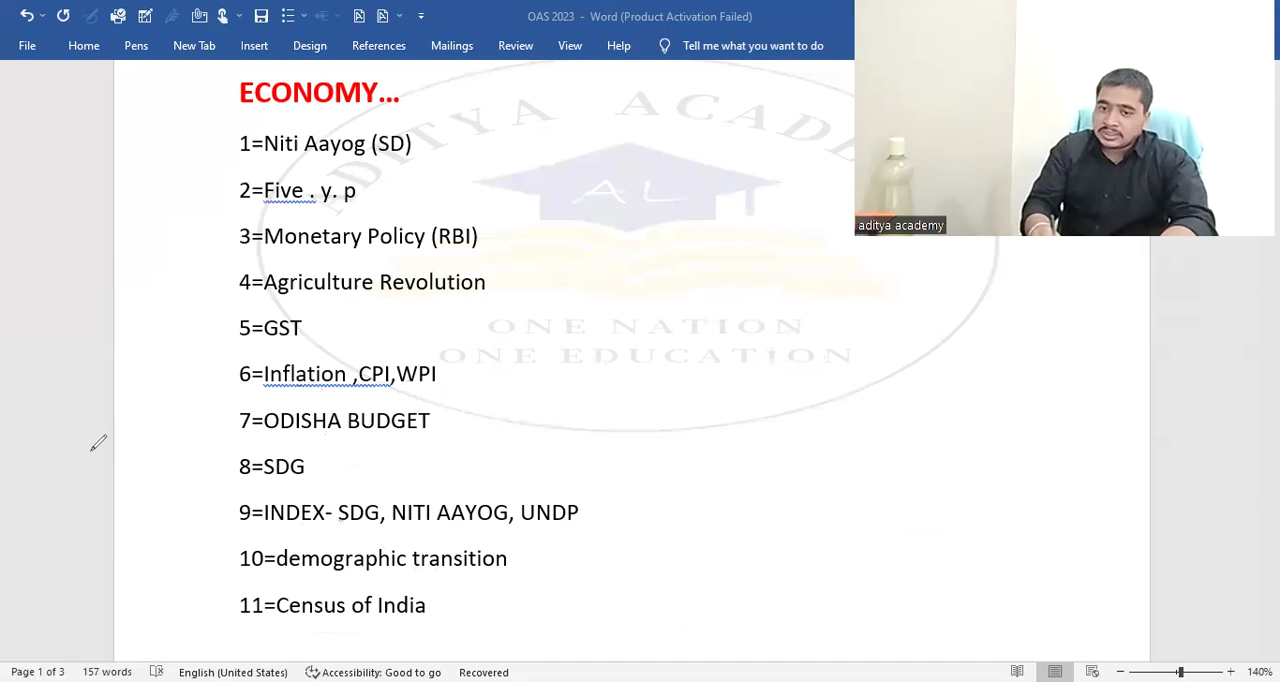 OAS 2023 - Word (Product Activation Failed)
File Home Pens New Tab Insert Design References Mailings Review View Help Tell me what you want to do
ECONOMY...
1=Niti Aayog (SD)
2=Five . y. p
3=Monetary Policy (RBI)
4=Agriculture Revolution
5=GST
6=Inflation ,CPI,WPI
7=ODISHA BUDGET
8=SDG
9=INDEX- SDG, NITI AAYOG, UNDP
10=demographic transition
11=Census of India
DITYA ACADE
AL
ONE NATION
ONE EDUCATION
aditya academy
Page 1 of 3 157 words English (United States) Accessibility: Good to go Recovered 140%